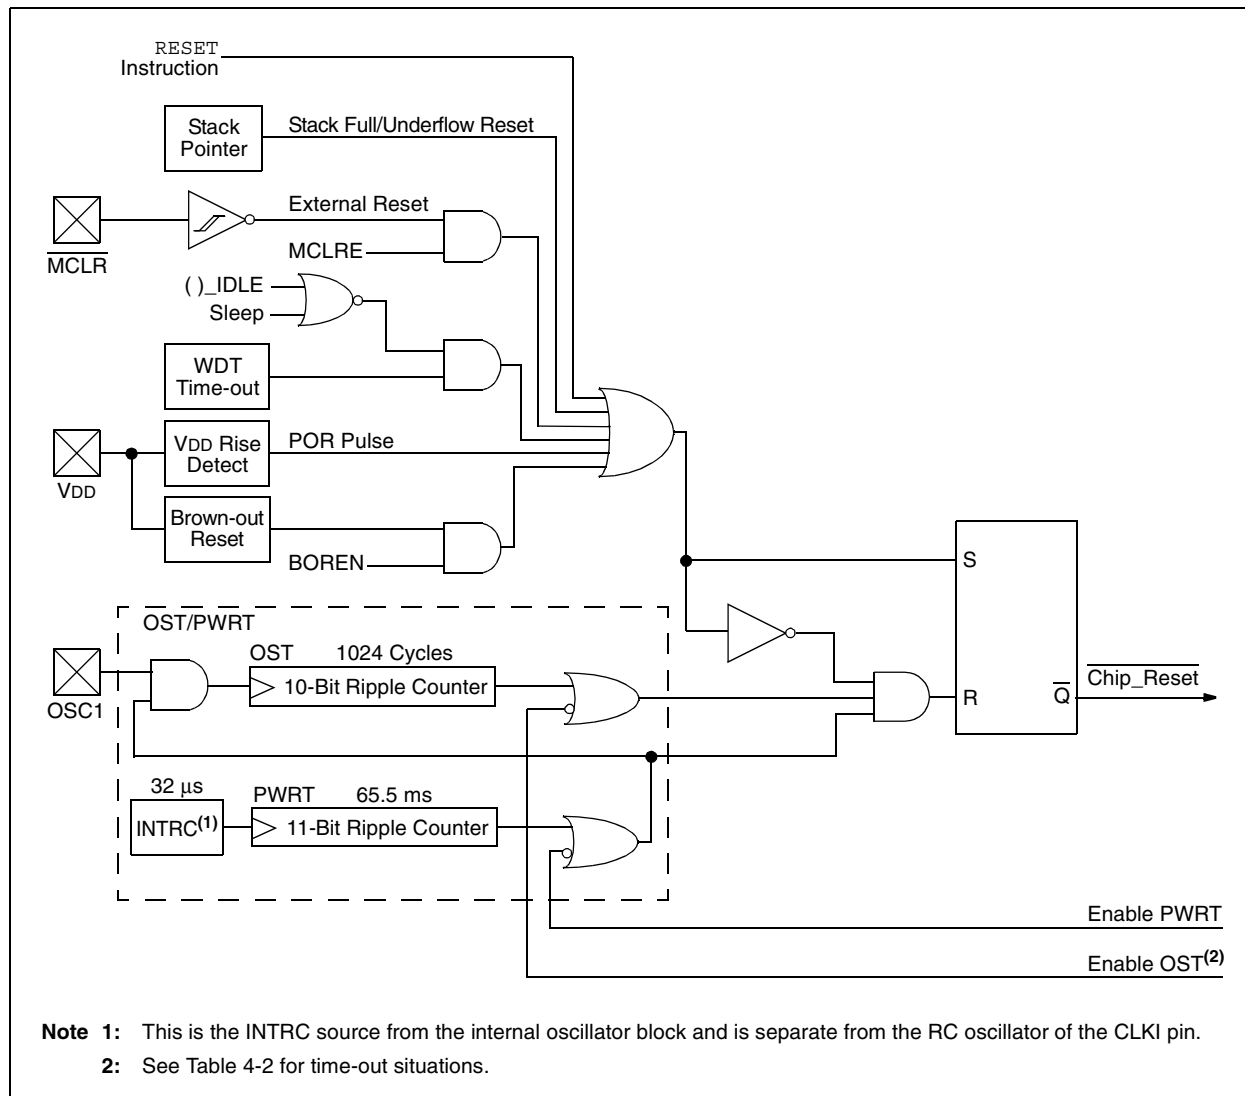 RESET
Instruction
Stack
Pointer
Stack Full/Underflow Reset
External Reset
MCLR
MCLRE
( )_IDLE
Sleep
WDT
Time-out
VDD Rise
Detect
POR Pulse
VDD
Brown-out
Reset
BOREN
S
OST/PWRT
OST 1024 Cycles
10-Bit Ripple Counter
OSC1
R
Q
Chip_Reset
32 μs
INTRC(1)
PWRT 65.5 ms
11-Bit Ripple Counter
Enable PWRT
Enable OST(2)
Note 1: This is the INTRC source from the internal oscillator block and is separate from the RC oscillator of the CLKI pin.
2: See Table 4-2 for time-out situations.